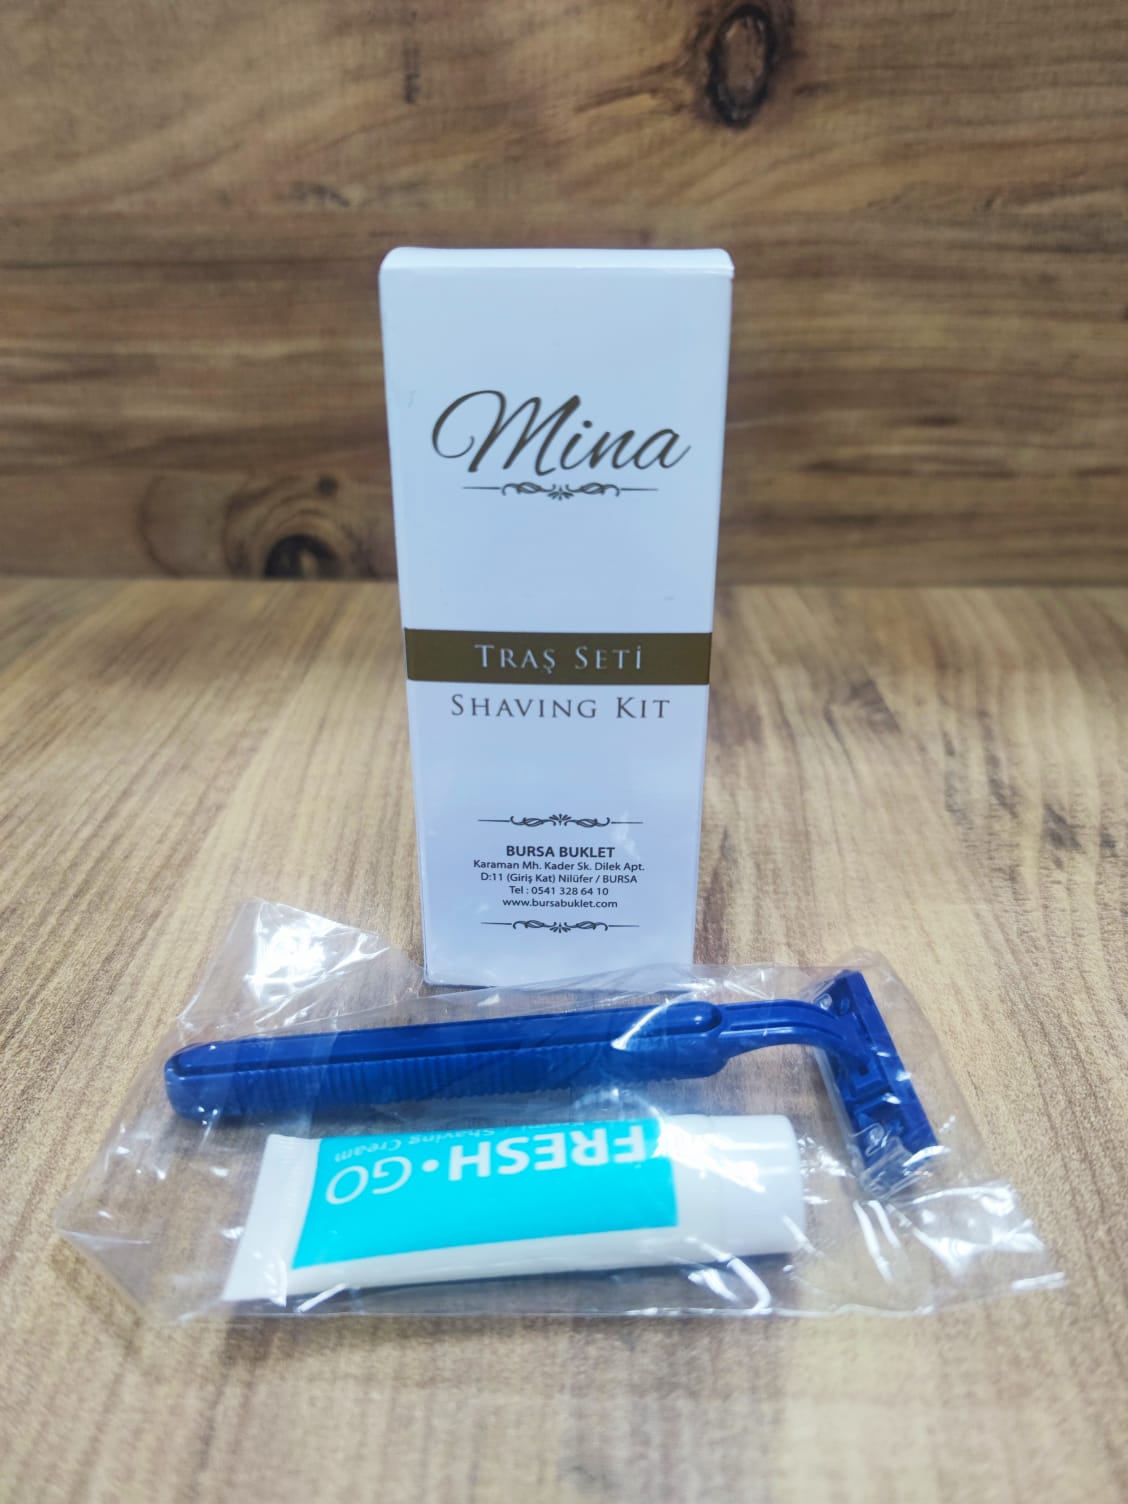 Mina
TRAŞ SETİ
SHAVING KIT
BURSA BUKLET
Karaman Mh. Kader Sk. Dilek Apt.
D:11 (Giriş Kat) Nilüfer / BURSA
Tel : 0541 328 64 10
www.bursabuklet.com
FRESH•GO
/ Shaving Cream